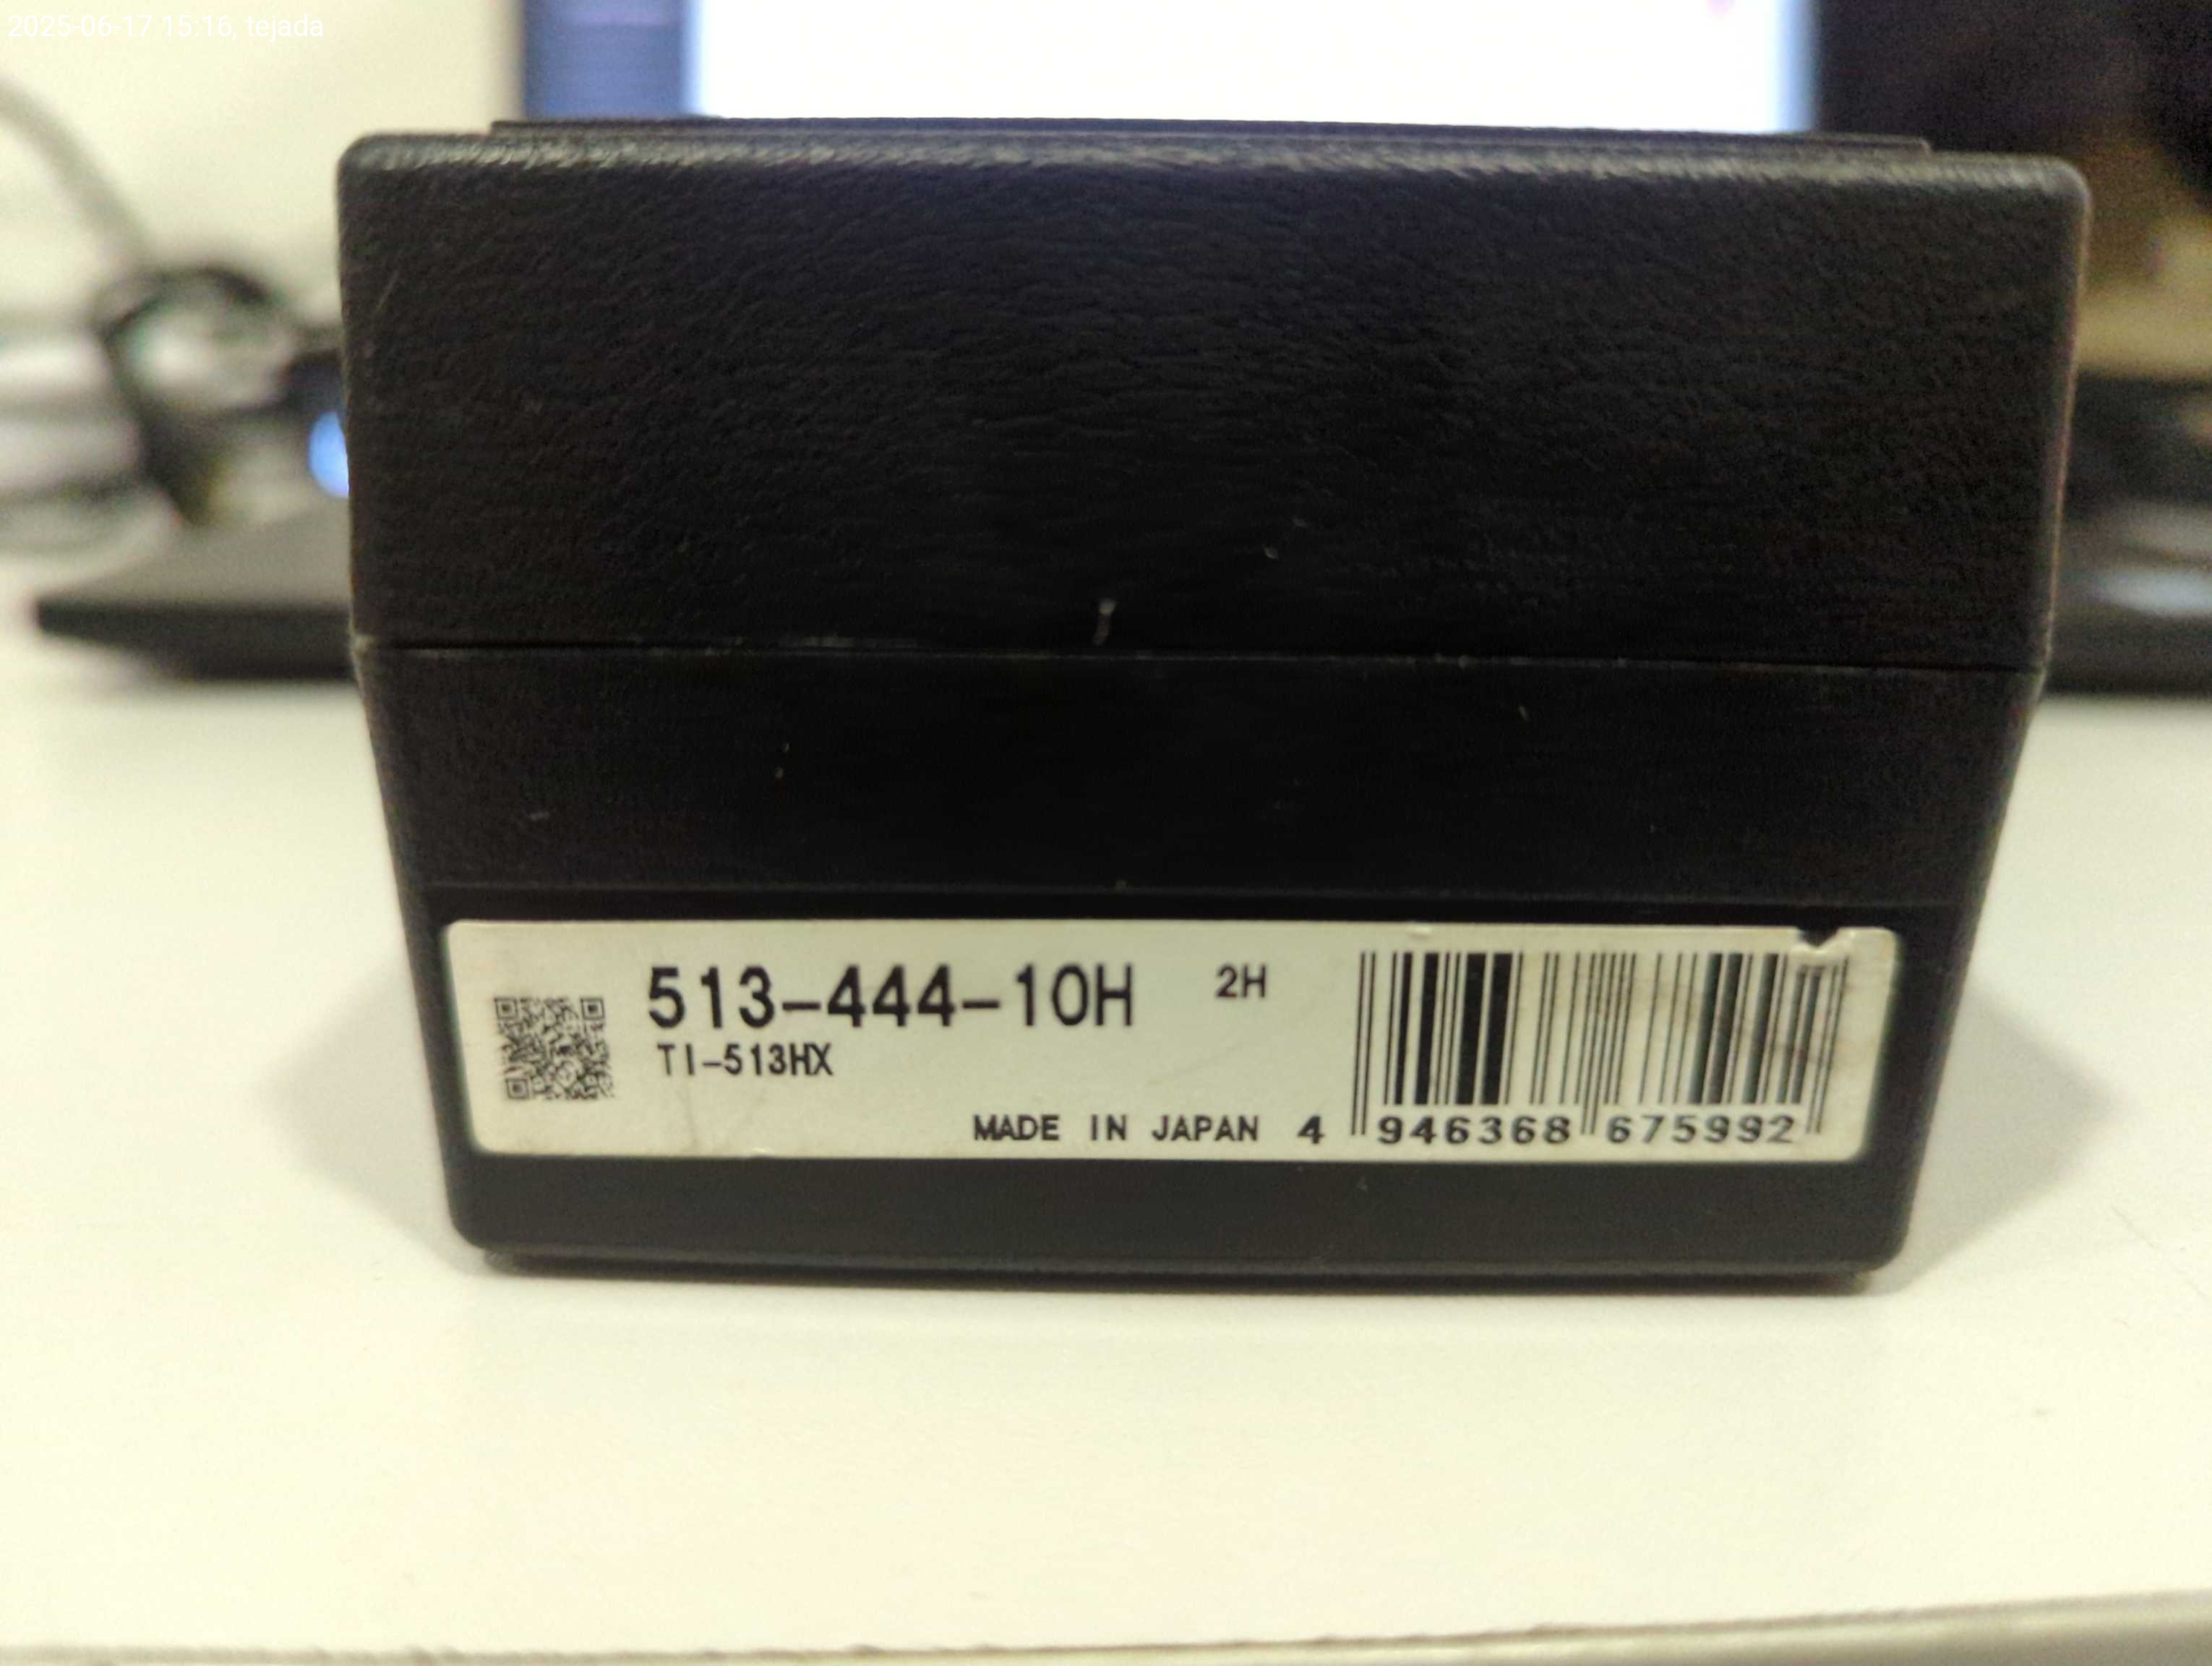 2025-06-17 15:16, tejada
513-444-10H 2H
TI-513HX
MADE IN JAPAN 4 946368 675992